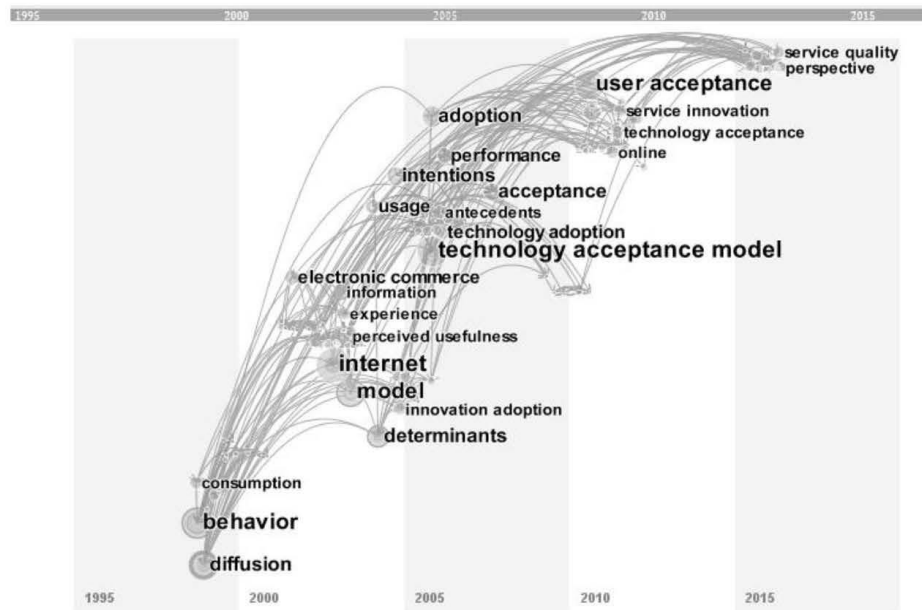 1995 2000 2005 2010 2015
service quality
perspective
user acceptance
service innovation
adoption
technology acceptance
online
performance
intentions
acceptance
usage
antecedents
technology adoption
technology acceptance model
electronic commerce
information
experience
perceived usefulness
internet
model
innovation adoption
determinants
consumption
behavior
diffusion
1995 2000 2005 2010 2015